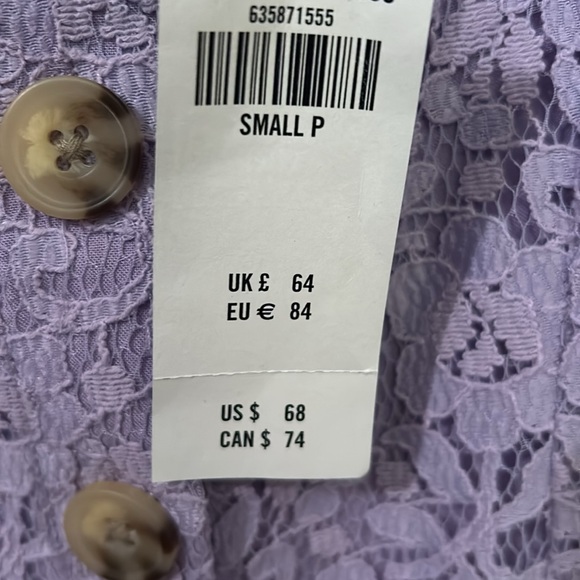 635871555
SMALL P
UK £ 64
EU € 84
US $ 68
CAN $ 74